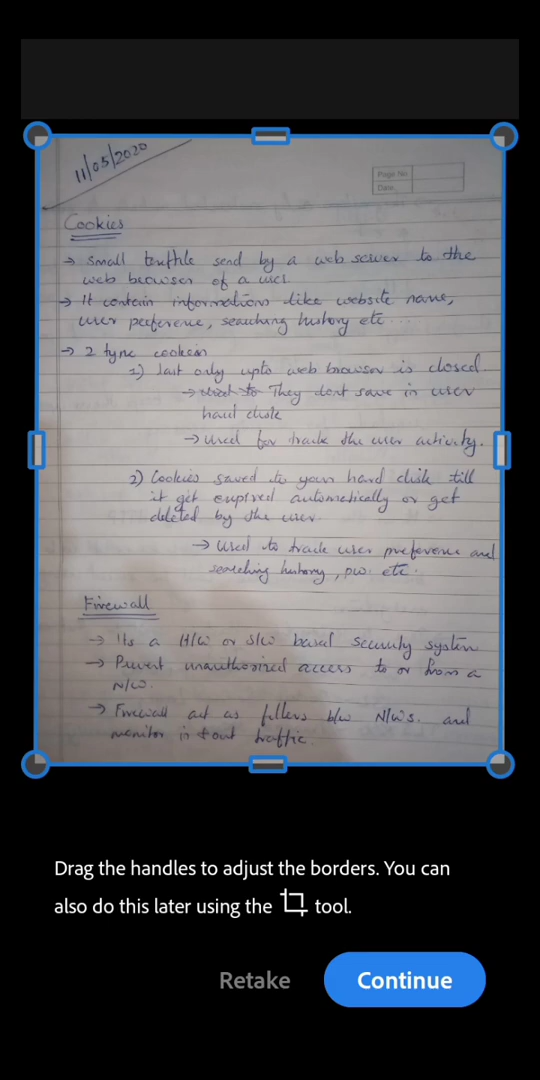 11/05/2020
Page No
Date
Cookies
→ small textfile send by a web server to the
web browser of a user
→ It contain informations like website name,
user preference, searching history etc...
→ 2 type cookies
1) last only upto web browser is closed.
→ They dont save in user
hard disk
→ used for track the user activity.
2) Cookies saved to your hard disk till
it get expired automatically or get
deleted by the user.
→ used to track user preference and
searching history, pw. etc.
Firewall
→ Its a H/W or S/W based security system
→ Prevent unauthorized access to or from a
N/W.
→ Firewall act as filters b/w N/Ws. and
monitor in & out traffic.
Drag the handles to adjust the borders. You can
also do this later using the tool.
Retake
Continue